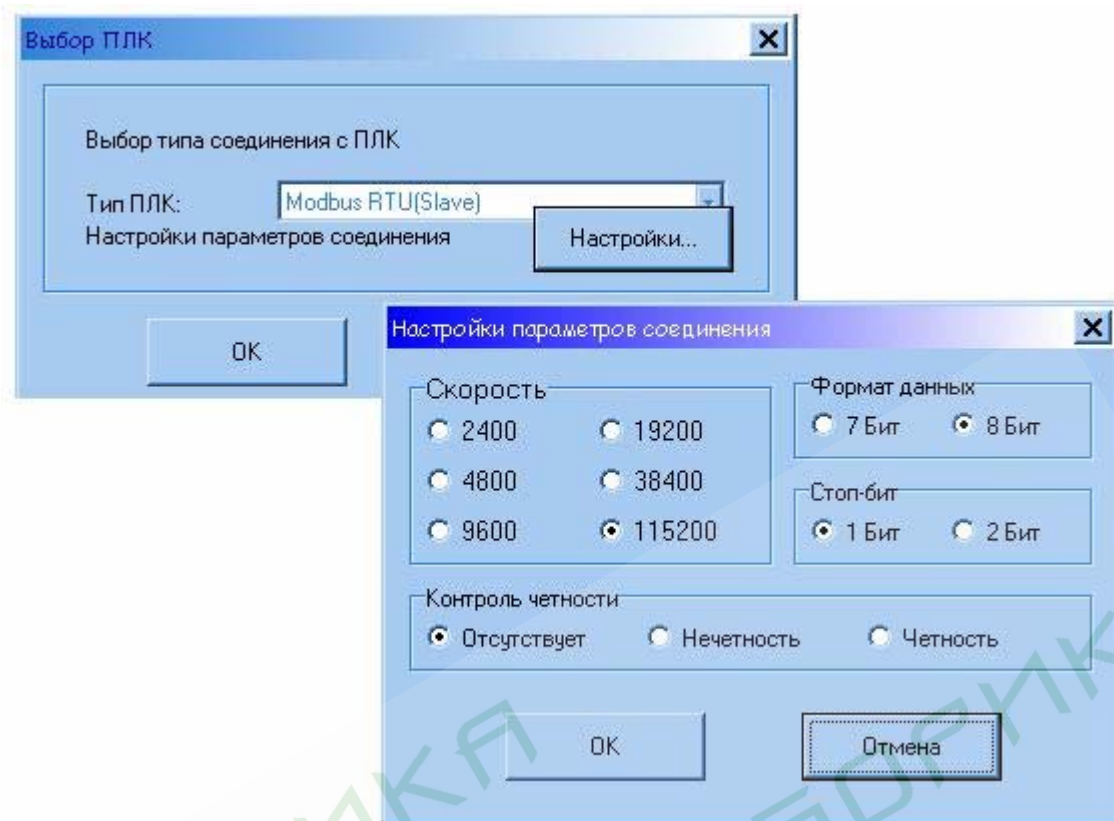 Выбор ПЛК
Выбор типа соединения с ПЛК
Тип ПЛК: Modbus RTU(Slave)
Настройки параметров соединения Настройки...
OK
Настройки параметров соединения
Скорость
2400 19200
4800 38400
9600 115200
Формат данных
7 Бит 8 Бит
Стоп-бит
1 Бит 2 Бит
Контроль четности
Отсутствует Нечетность Четность
OK Отмена